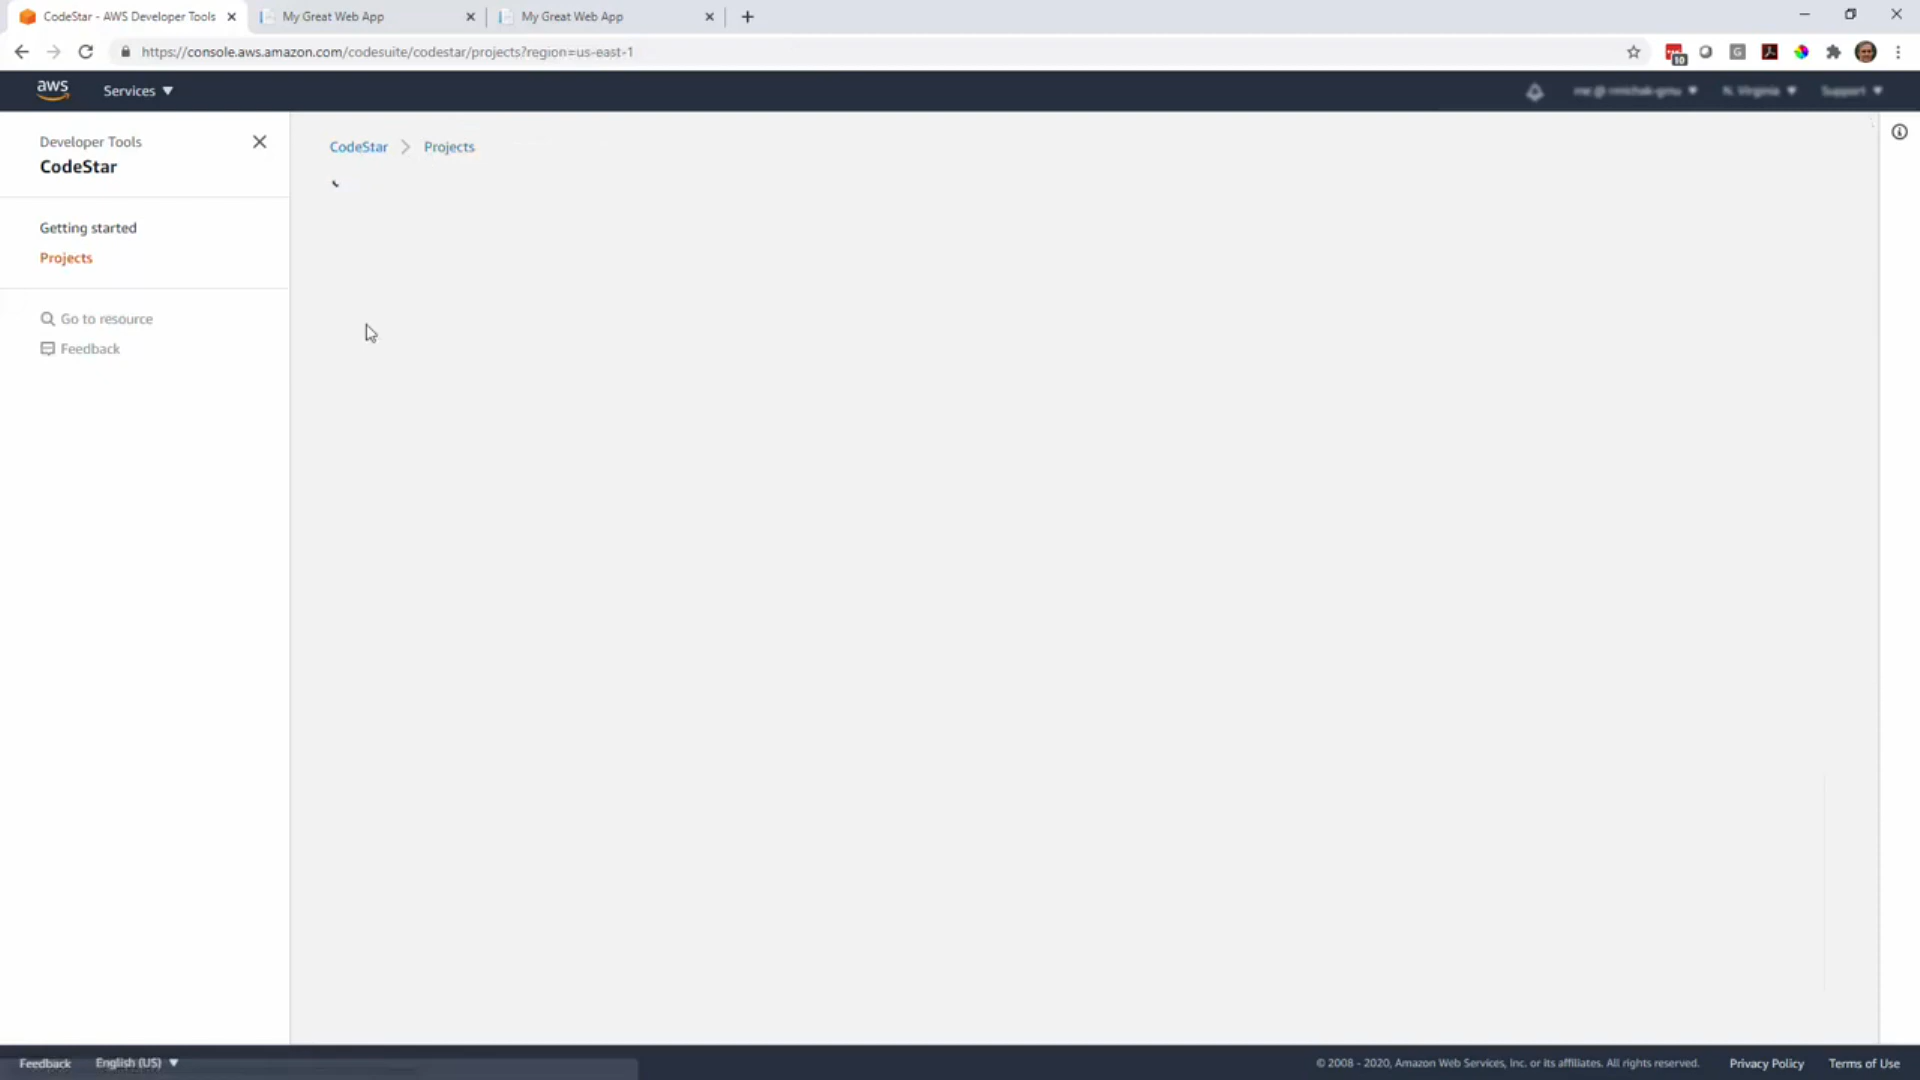 CodeStar - AWS Developer Tools
My Great Web App
My Great Web App
https://console.aws.amazon.com/codesuite/codestar/projects?region=us-east-1
10
G
aws
Services
N. Virginia
Support
Developer Tools
CodeStar
CodeStar
Projects
Getting started
Projects
Go to resource
Feedback
Feedback
English (US)
© 2008 - 2020, Amazon Web Services, Inc. or its affiliates. All rights reserved.
Privacy Policy
Terms of Use